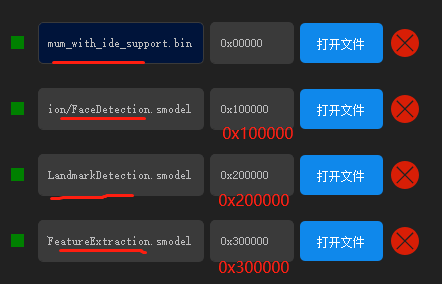 mum_with_ide_support.bin 0x00000 打开文件
ion/FaceDetection.smodel 0x100000 打开文件
0x100000
LandmarkDetection.smodel 0x200000 打开文件
0x200000
FeatureExtraction.smodel 0x300000 打开文件
0x300000